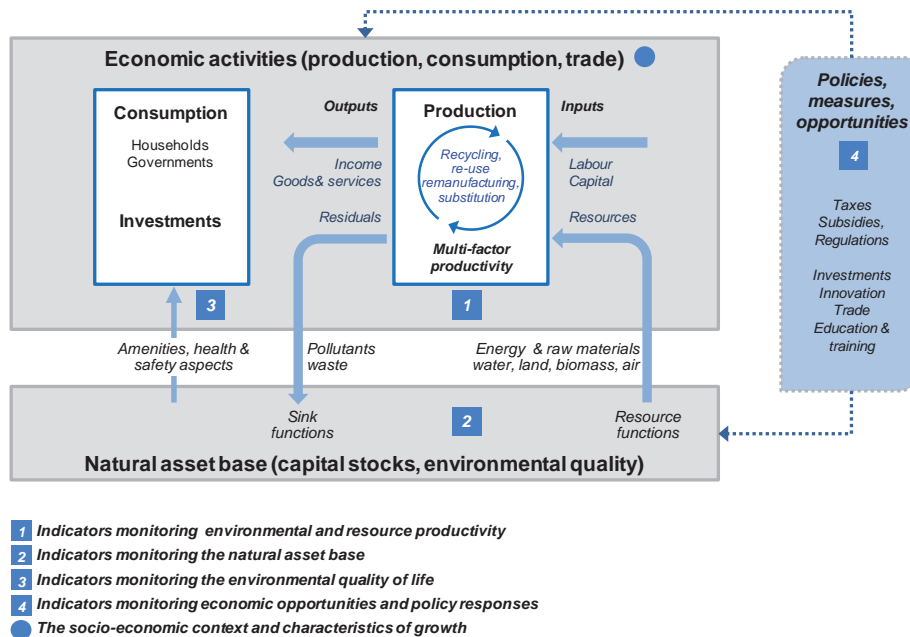 Economic activities (production, consumption, trade)
Consumption
Households
Governments
Investments
3
Outputs
Income
Goods& services
Residuals
Production
Recycling,
re-use
remanufacturing,
substitution
Multi-factor
productivity
1
Inputs
Labour
Capital
Resources
Policies,
measures,
opportunities
4
Taxes
Subsidies,
Regulations
Investments
Innovation
Trade
Education &
training
Amenities, health &
safety aspects
Pollutants
waste
Energy & raw materials
water, land, biomass, air
Sink
functions
2
Resource
functions
Natural asset base (capital stocks, environmental quality)
1 Indicators monitoring environmental and resource productivity
2 Indicators monitoring the natural asset base
3 Indicators monitoring the environmental quality of life
4 Indicators monitoring economic opportunities and policy responses
The socio-economic context and characteristics of growth